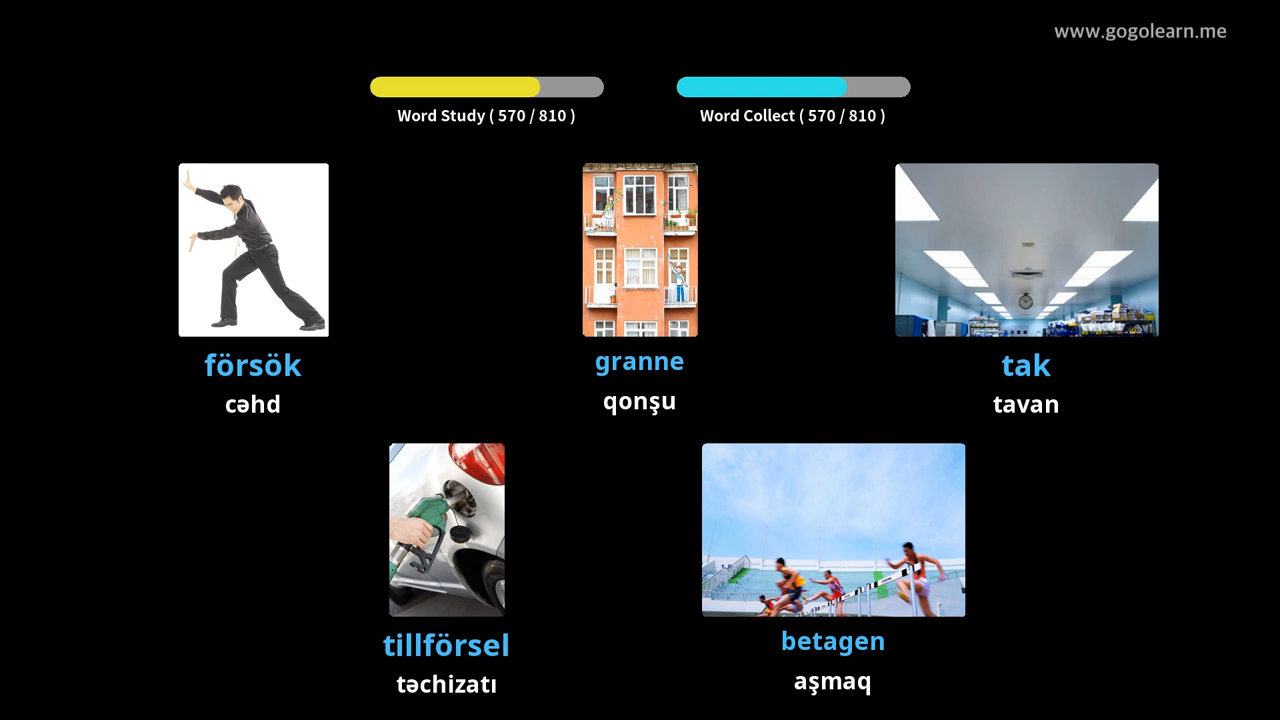 www.gogolearn.me
Word Study ( 570 / 810 )
Word Collect ( 570 / 810 )
försök
cəhd
granne
qonşu
tak
tavan
tillförsel
təchizatı
betagen
aşmaq